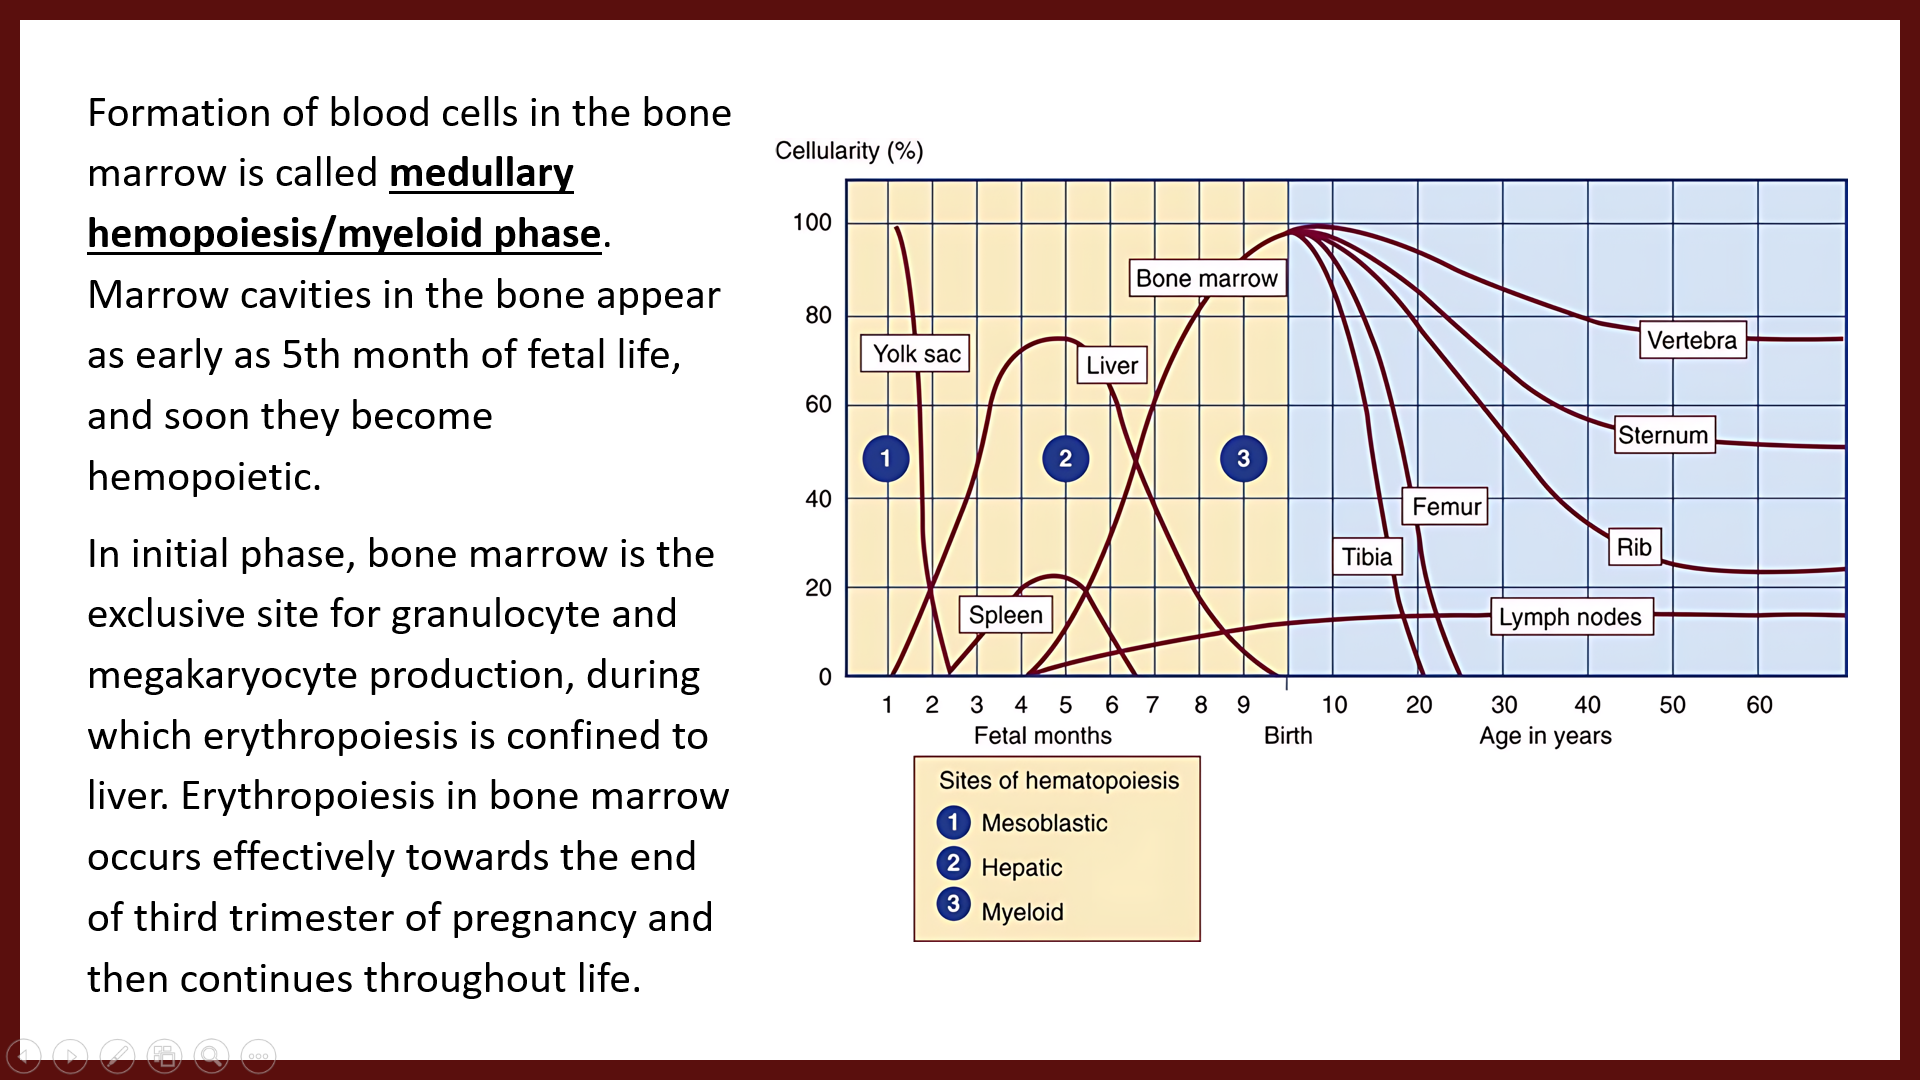 Formation of blood cells in the bone
marrow is called medullary
hemopoiesis/myeloid phase.
Marrow cavities in the bone appear
as early as 5th month of fetal life,
and soon they become
hemopoietic.
In initial phase, bone marrow is the
exclusive site for granulocyte and
megakaryocyte production, during
which erythropoiesis is confined to
liver. Erythropoiesis in bone marrow
occurs effectively towards the end
of third trimester of pregnancy and
then continues throughout life.
Cellularity (%)
100
80
60
40
20
0
Yolk sac
Liver
Bone marrow
Spleen
1
2
3
Vertebra
Sternum
Femur
Tibia
Rib
Lymph nodes
1 2 3 4 5 6 7 8 9 10 20 30 40 50 60
Fetal months Birth Age in years
Sites of hematopoiesis
1 Mesoblastic
2 Hepatic
3 Myeloid